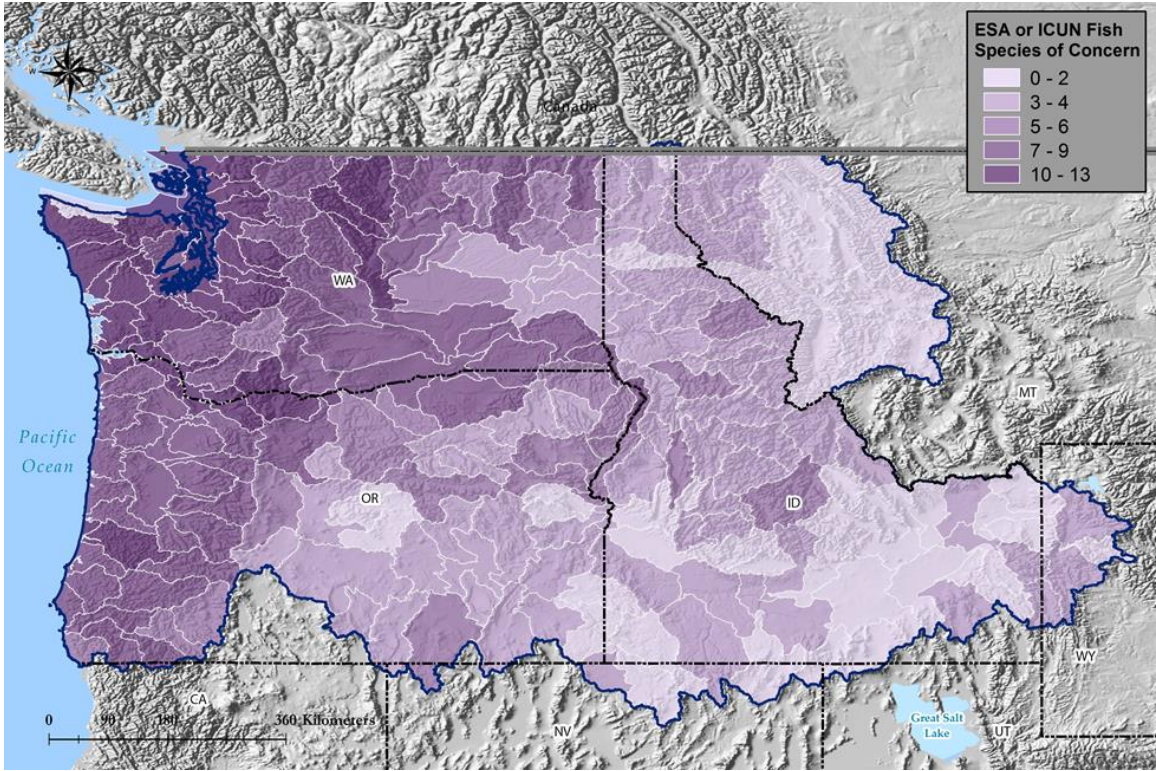 ESA or ICUN Fish
Species of Concern
0 - 2
3 - 4
5 - 6
7 - 9
10 - 13
Canada
WA
MT
Pacific
Ocean
OR
ID
WY
CA
0 90 180 360 Kilometers
NV
Great Salt
Lake
UT